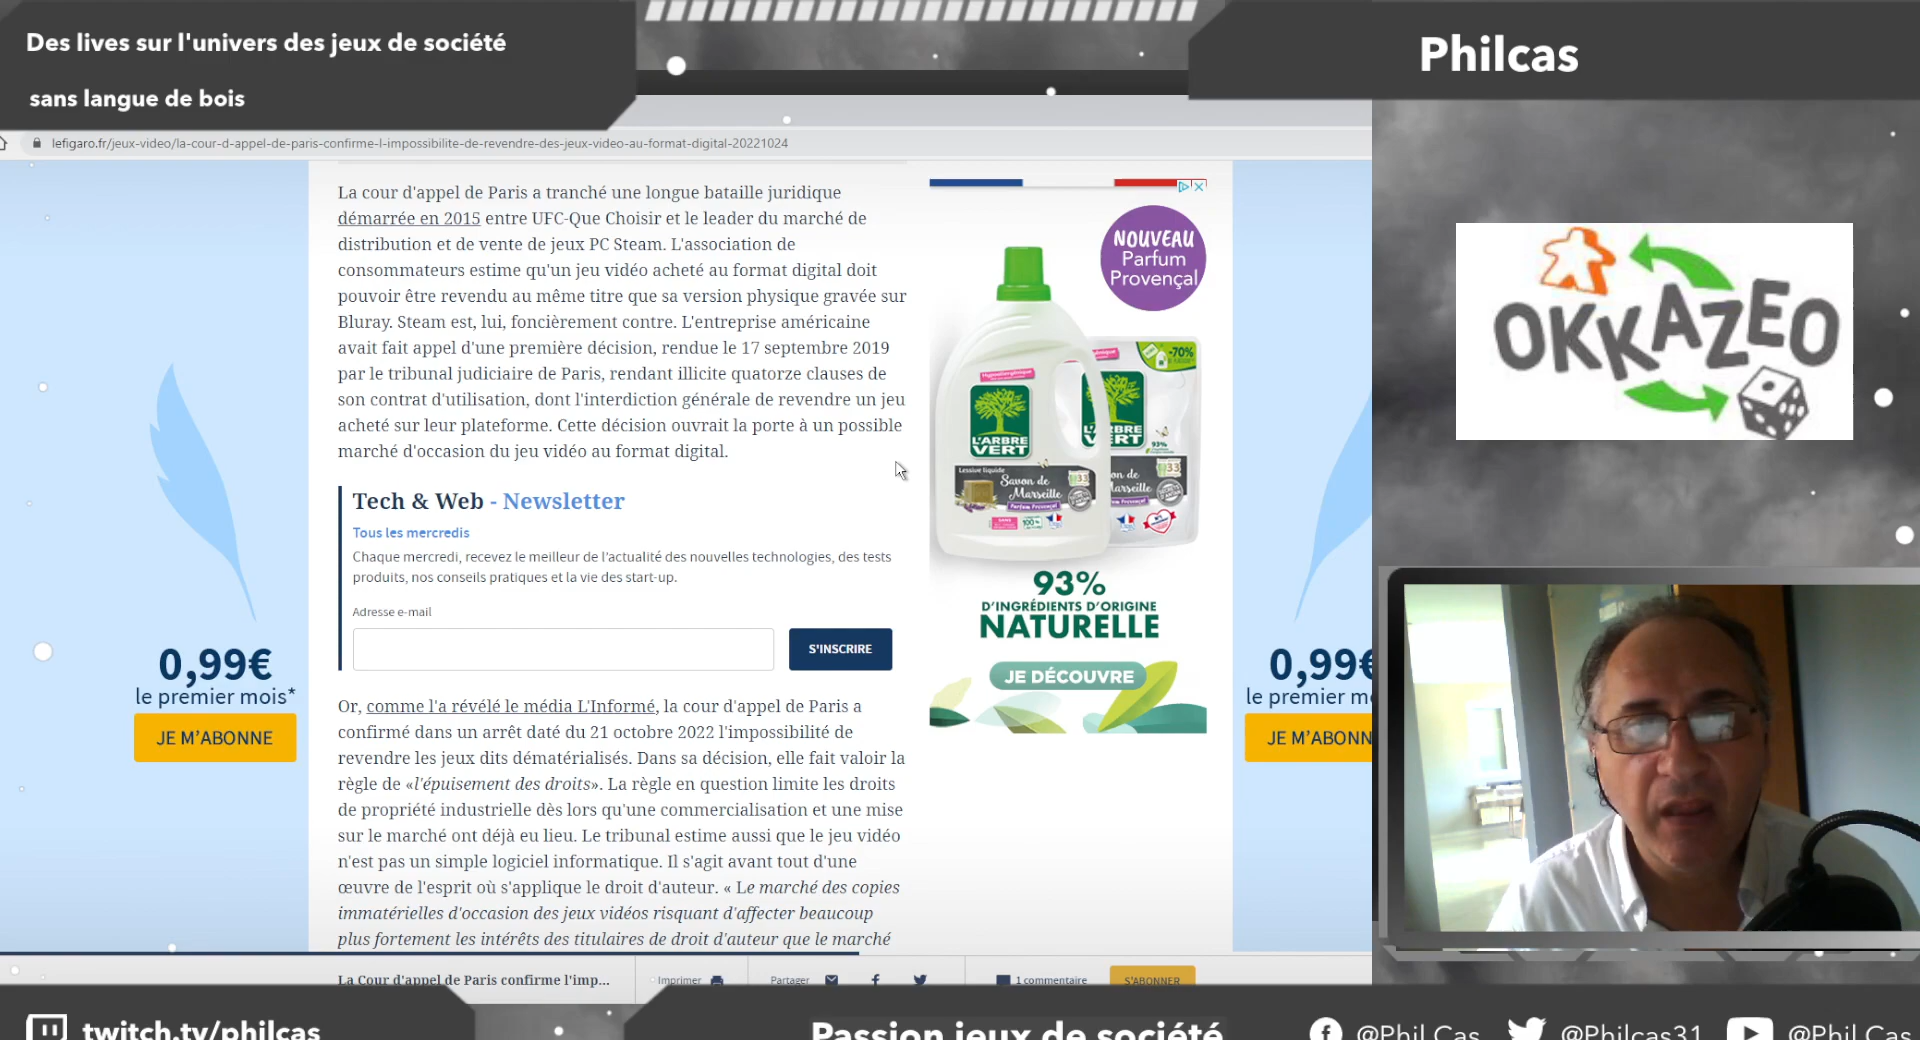 Des lives sur l'univers des jeux de société
sans langue de bois
Philcas
lefigaro.fr/jeux-video/la-cour-d-appel-de-paris-confirme-l-impossibilite-de-revendre-des-jeux-video-au-format-digital-20221024
La cour d'appel de Paris a tranché une longue bataille juridique
démarrée en 2015 entre UFC-Que Choisir et le leader du marché de
distribution et de vente de jeux PC Steam. L'association de
consommateurs estime qu'un jeu vidéo acheté au format digital doit
pouvoir être revendu au même titre que sa version physique gravée sur
Bluray. Steam est, lui, foncièrement contre. L'entreprise américaine
avait fait appel d'une première décision, rendue le 17 septembre 2019
par le tribunal judiciaire de Paris, rendant illicite quatorze clauses de
son contrat d'utilisation, dont l'interdiction générale de revendre un jeu
acheté sur leur plateforme. Cette décision ouvrait la porte à un possible
marché d'occasion du jeu vidéo au format digital.
Tech & Web - Newsletter
Tous les mercredis
Chaque mercredi, recevez le meilleur de l'actualité des nouvelles technologies, des tests
produits, nos conseils pratiques et la vie des start-up.
Adresse e-mail
S'INSCRIRE
Or, comme l'a révélé le média L'Informé, la cour d'appel de Paris a
confirmé dans un arrêt daté du 21 octobre 2022 l'impossibilité de
revendre les jeux dits dématérialisés. Dans sa décision, elle fait valoir la
règle de «l'épuisement des droits». La règle en question limite les droits
de propriété industrielle dès lors qu'une commercialisation et une mise
sur le marché ont déjà eu lieu. Le tribunal estime aussi que le jeu vidéo
n'est pas un simple logiciel informatique. Il s'agit avant tout d'une
œuvre de l'esprit où s'applique le droit d'auteur. « Le marché des copies
immatérielles d'occasion des jeux vidéos risquant d'affecter beaucoup
plus fortement les intérêts des titulaires de droit d'auteur que le marché
0,99€
le premier mois*
JE M'ABONNE
NOUVEAU
Parfum
Provençal
-70%
Hypoallergénique
L'ARBRE
VERT
Lessive liquide
Savon de
Marseille
Parfum Provençal
33
100%
93%
93%
D'INGRÉDIENTS D'ORIGINE
NATURELLE
JE DÉCOUVRE
0,99€
le premier mo
JE M'ABONN
OKKAZEO
La Cour d'appel de Paris confirme l'imp...
Imprimer
Partager
1 commentaire
S'ABONNER
twitch.tv/philcas
Passion jeux de société
@Phil Cas
@Philcas31
@Phil Cas